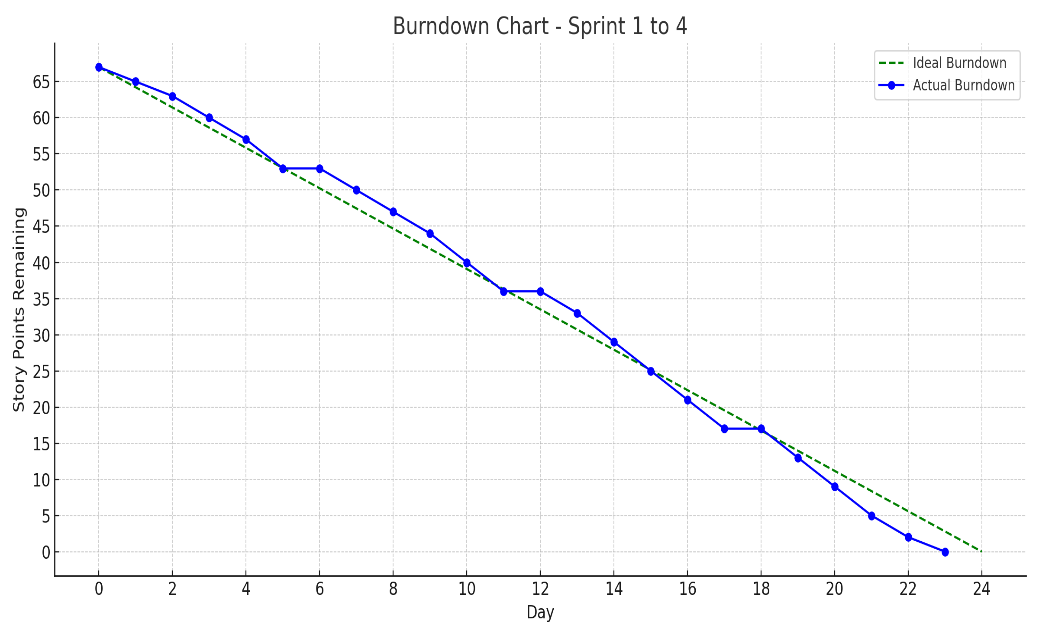 Burndown Chart - Sprint 1 to 4
Ideal Burndown
Actual Burndown
Story Points Remaining
65
60
55
50
45
40
35
30
25
20
15
10
5
0
0 2 4 6 8 10 12 14 16 18 20 22 24
Day